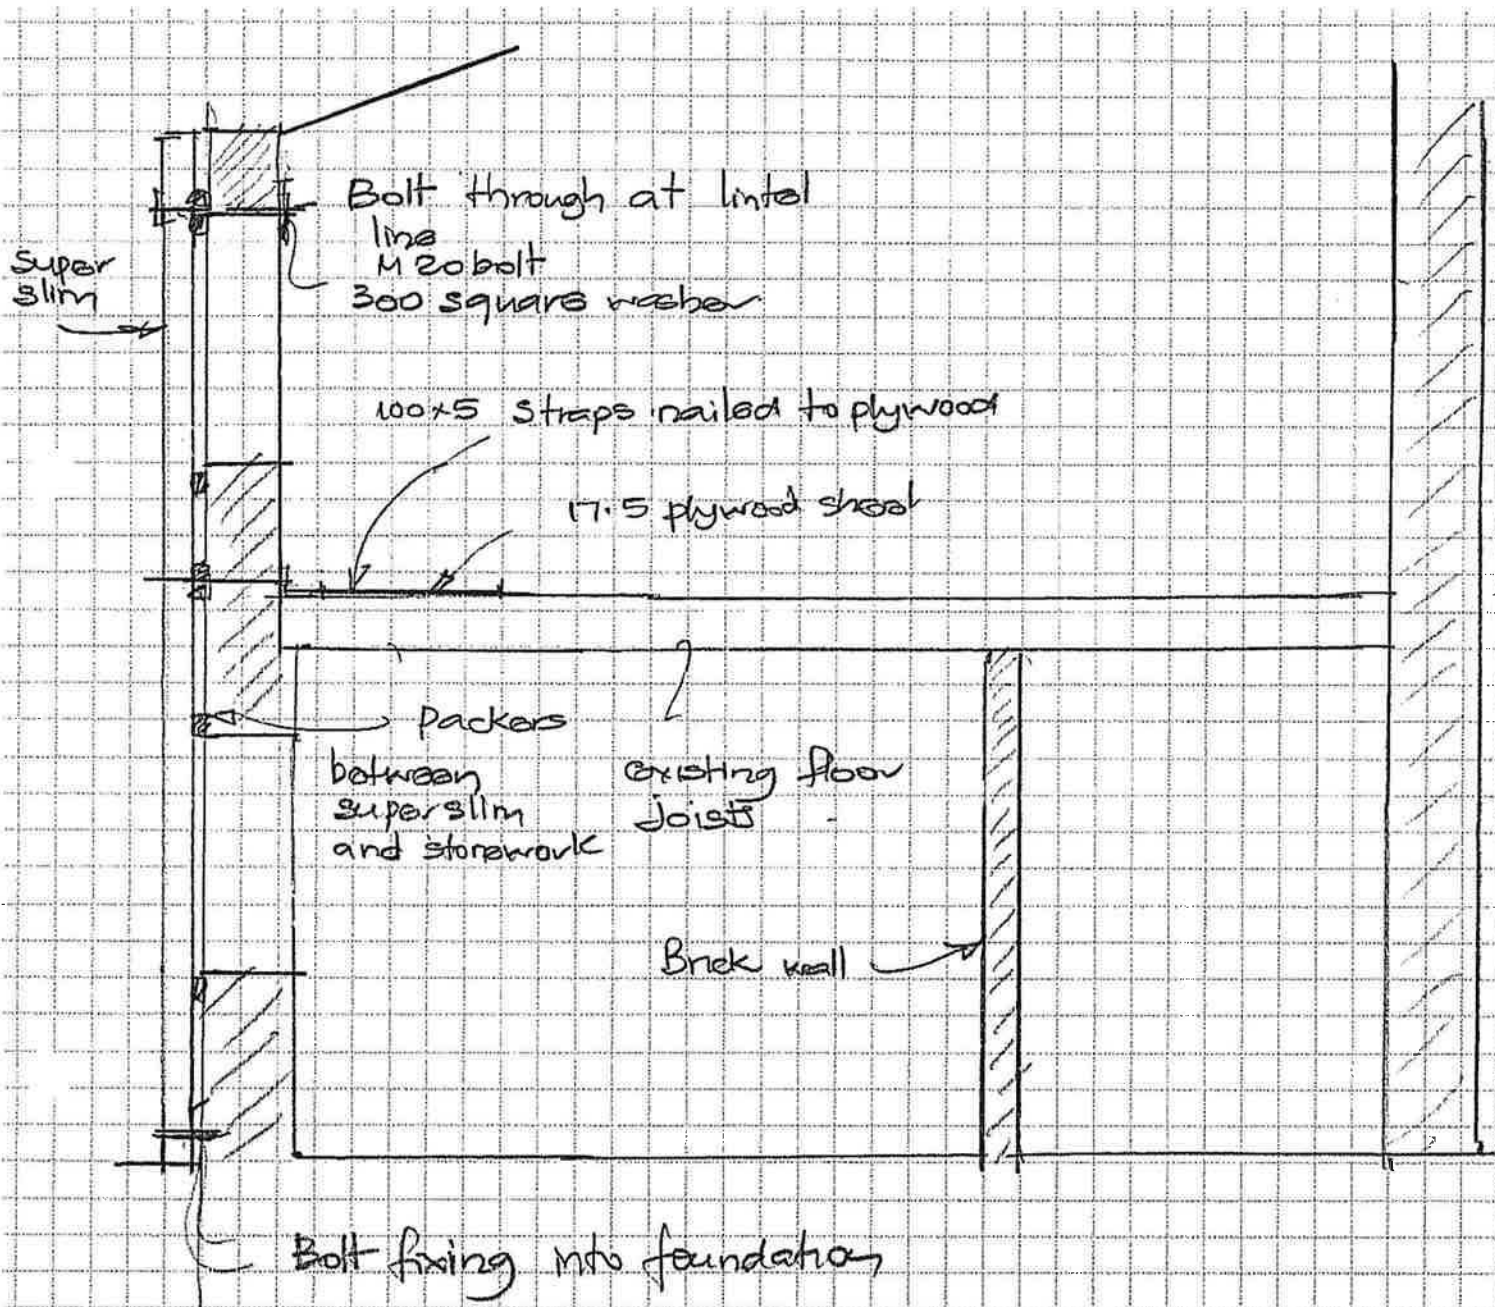 Bolt through at lintel
line
M20 bolt
300 square washer
super
slim
100x5 straps nailed to plywood
17.5 plywood sheet
Packers
between
superslim
and stonework
existing floor
joists
Brick wall
Bolt fixing into foundation